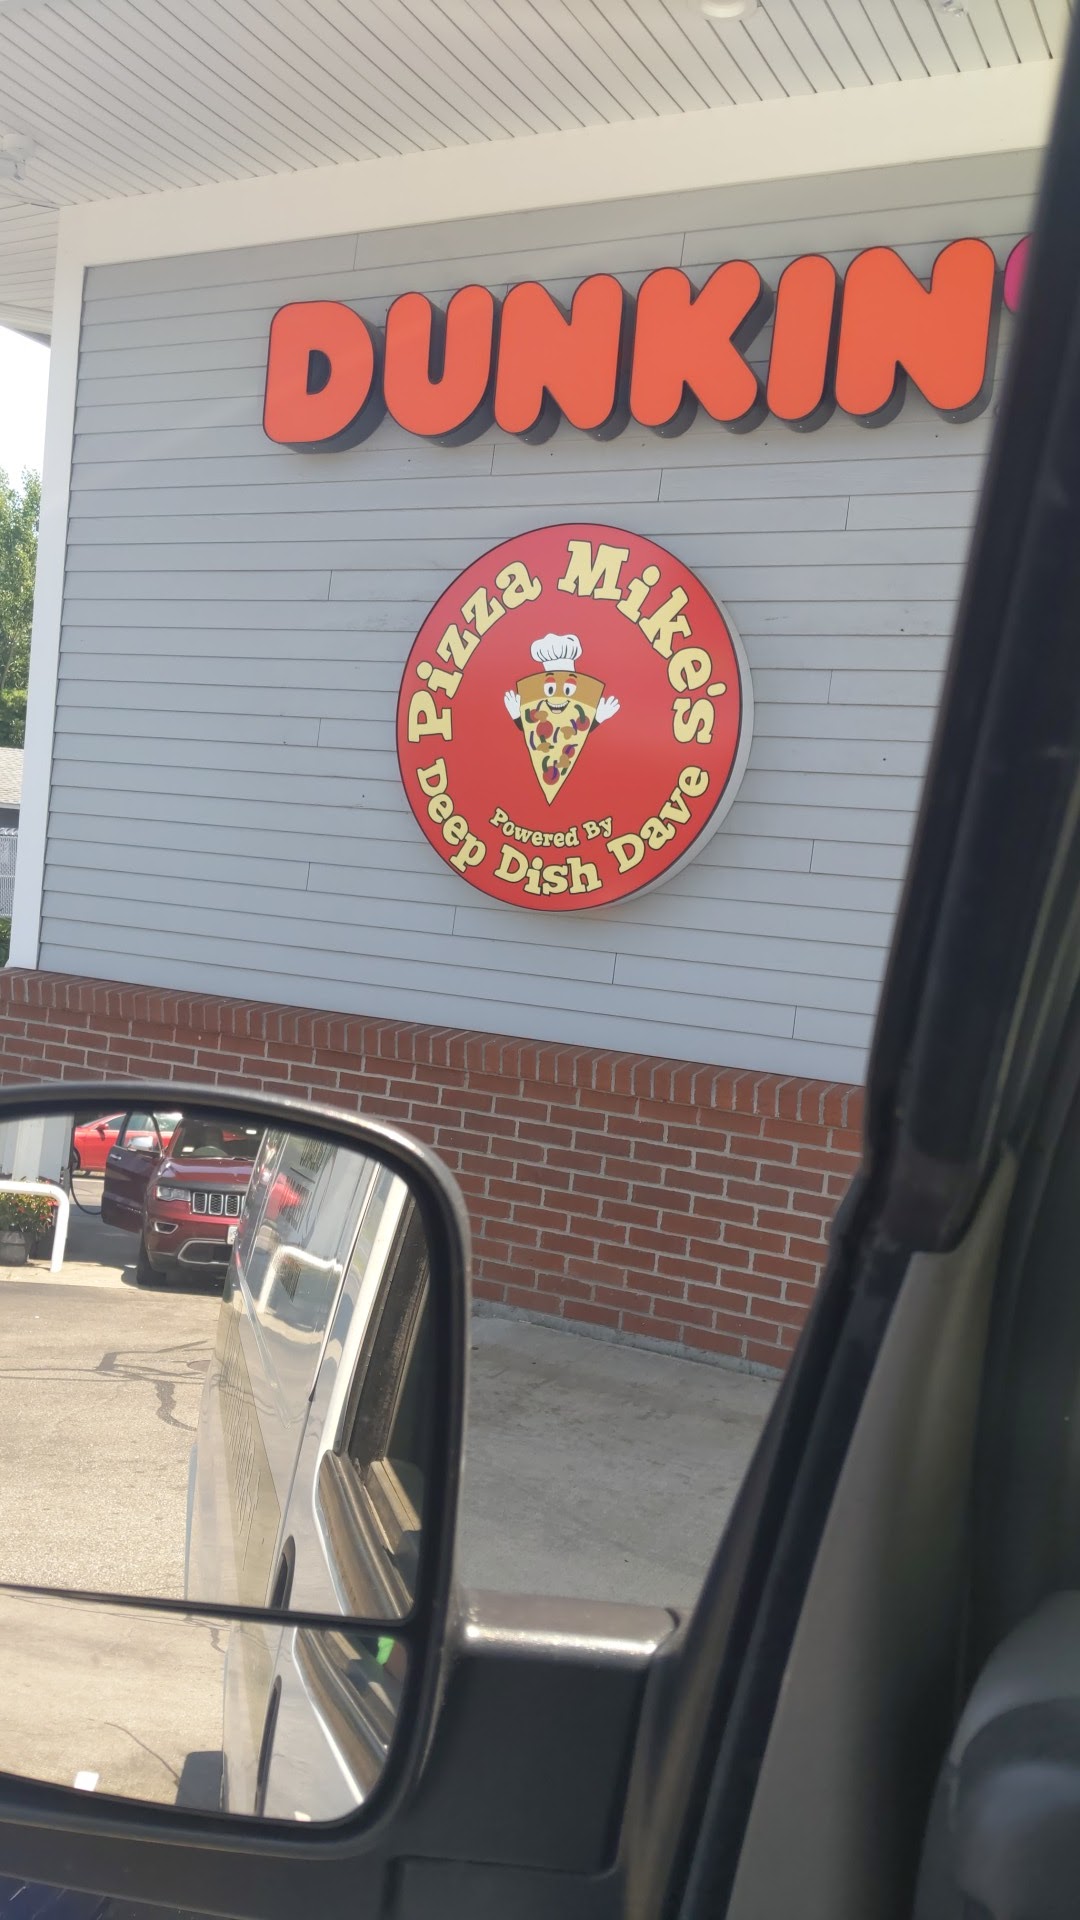 DUNKIN'
Pizza Mike's
Powered By
Deep Dish Dave